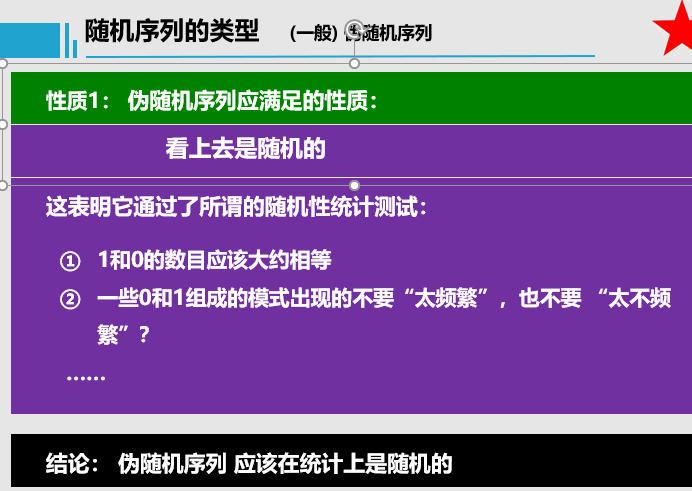 随机序列的类型 (一般) 伪随机序列
性质1： 伪随机序列应满足的性质：
看上去是随机的
这表明它通过了所谓的随机性统计测试：
① 1和0的数目应该大约相等
② 一些0和1组成的模式出现的不要“太频繁”，也不要 “太不频
繁”？
……
结论： 伪随机序列 应该在统计上是随机的